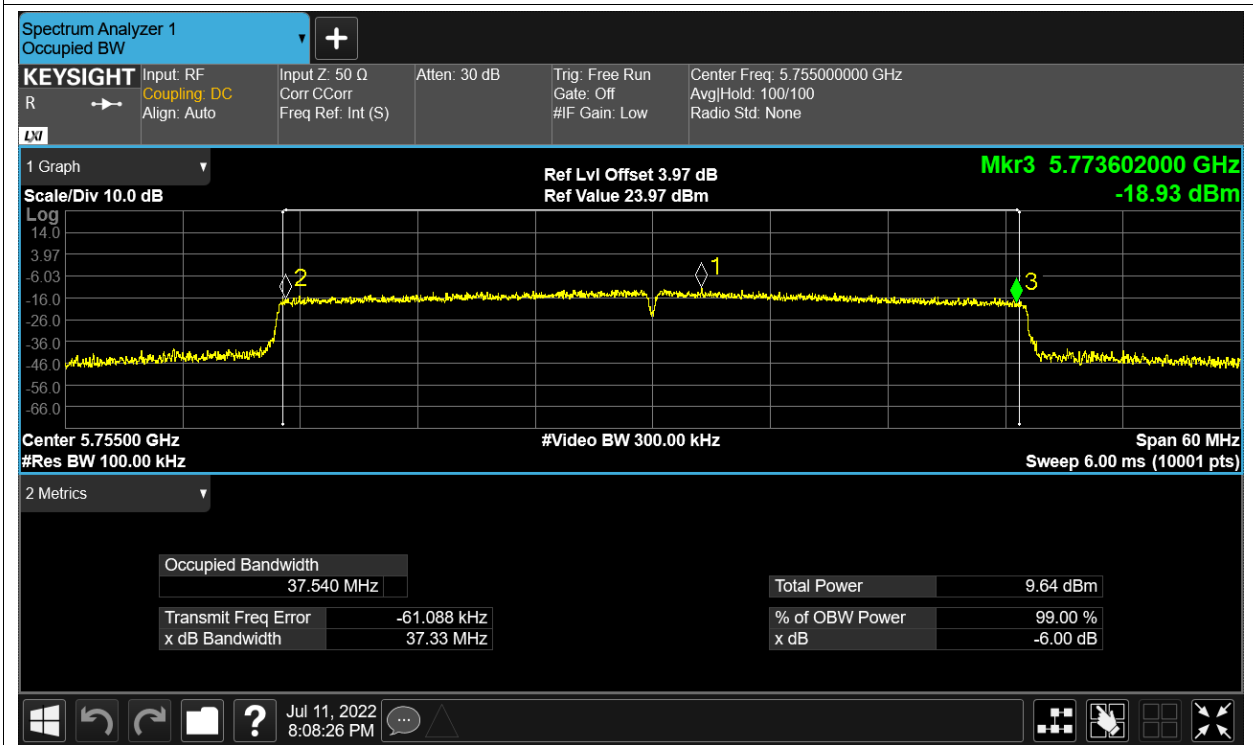 Spectrum Analyzer 1
Occupied BW
KEYSIGHT
R
LXI
Input: RF
Coupling: DC
Align: Auto
Input Z: 50 Ω
Corr CCorr
Freq Ref: Int (S)
Atten: 30 dB
Trig: Free Run
Gate: Off
#IF Gain: Low
Center Freq: 5.755000000 GHz
Avg|Hold: 100/100
Radio Std: None
1 Graph
Scale/Div 10.0 dB
Ref Lvl Offset 3.97 dB
Ref Value 23.97 dBm
Mkr3 5.773602000 GHz
-18.93 dBm
Log
14.0
3.97
-6.03
-16.0
-26.0
-36.0
-46.0
-56.0
-66.0
2
1
3
Center 5.75500 GHz
#Res BW 100.00 kHz
#Video BW 300.00 kHz
Span 60 MHz
Sweep 6.00 ms (10001 pts)
2 Metrics
Occupied Bandwidth
37.540 MHz
Transmit Freq Error -61.088 kHz
x dB Bandwidth 37.33 MHz
Total Power 9.64 dBm
% of OBW Power 99.00 %
x dB -6.00 dB
?
Jul 11, 2022
8:08:26 PM